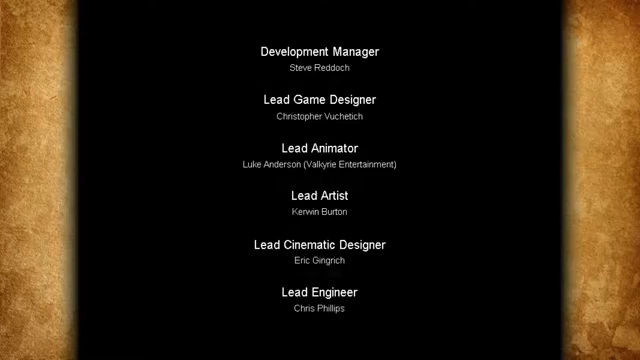 Development Manager
Steve Reddoch
Lead Game Designer
Christopher Vuchetich
Lead Animator
Luke Anderson (Valkyrie Entertainment)
Lead Artist
Kerwin Burton
Lead Cinematic Designer
Eric Gingrich
Lead Engineer
Chris Phillips